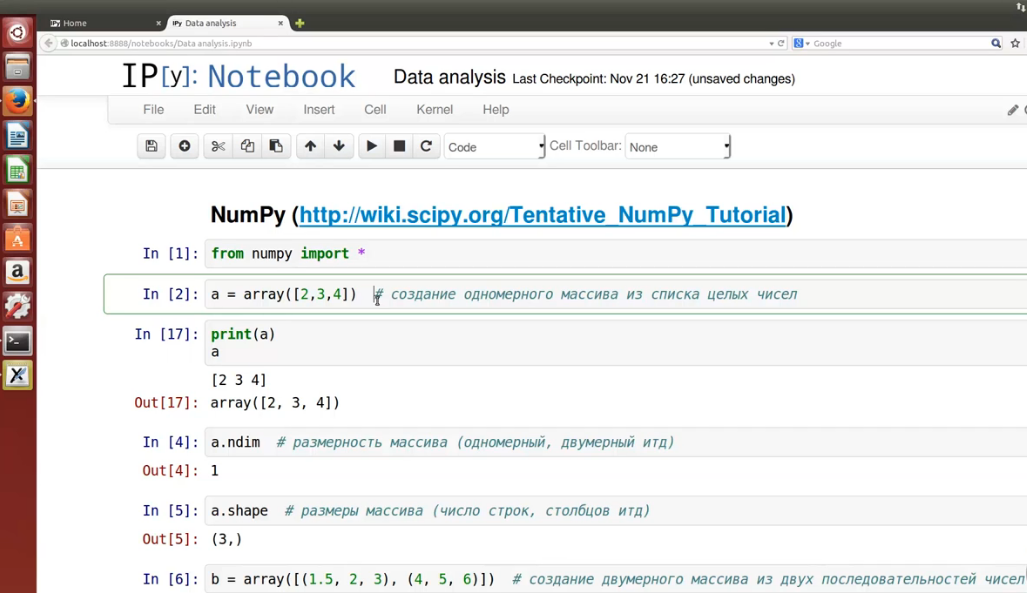 Home
IPy Data analysis
localhost:8888/notebooks/Data analysis.ipynb
Google
IP[y]: Notebook Data analysis Last Checkpoint: Nov 21 16:27 (unsaved changes)
File Edit View Insert Cell Kernel Help
Code Cell Toolbar: None
NumPy (http://wiki.scipy.org/Tentative_NumPy_Tutorial)
In [1]: from numpy import *
In [2]: a = array([2,3,4]) # создание одномерного массива из списка целых чисел
In [17]: print(a)
a
[2 3 4]
Out[17]: array([2, 3, 4])
In [4]: a.ndim # размерность массива (одномерный, двумерный итд)
Out[4]: 1
In [5]: a.shape # размеры массива (число строк, столбцов итд)
Out[5]: (3,)
In [6]: b = array([(1.5, 2, 3), (4, 5, 6)]) # создание двумерного массива из двух последовательностей чисел